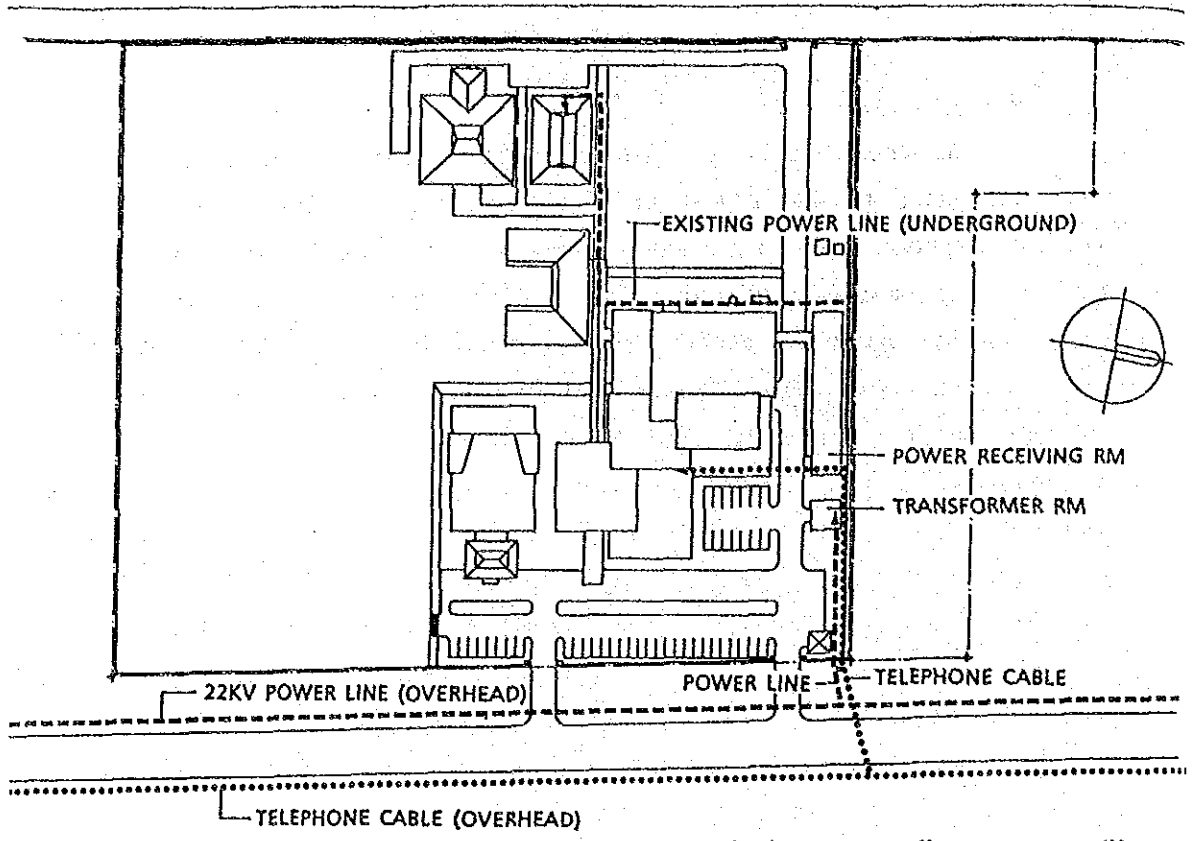 EXISTING POWER LINE (UNDERGROUND)
POWER RECEIVING RM
TRANSFORMER RM
22KV POWER LINE (OVERHEAD)
POWER LINE
TELEPHONE CABLE
TELEPHONE CABLE (OVERHEAD)